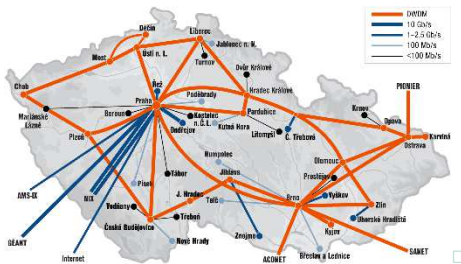 DWDM
10 Gb/s
1–2,5 Gb/s
100 Mb/s
<100 Mb/s
Děčín
Liberec
Jablonec n. N.
Most
Ústí n. L.
Turnov
Dvůr Králové
Cheb
Řež
Praha
Poděbrady
Hradec Králové
PIONIER
Mariánské
Lázně
Beroun
Kostelec
n.Č.L.
Pardubice
Krnov
Opava
Plzeň
Ondřejov
Kutná Hora
Litomyšl
Č. Třebová
Ostrava
Karviná
Humpolec
Olomouc
AMS-IX
NIX
Písek
Tábor
Jihlava
Prostějov
Vodňany
J. Hradec
Telč
Brno
Vyškov
Zlín
Třeboň
Uherské Hradiště
GÉANT
České Budějovice
Nové Hrady
Znojmo
Kyjov
Internet
ACONET
Břeclav a Lednice
SANET